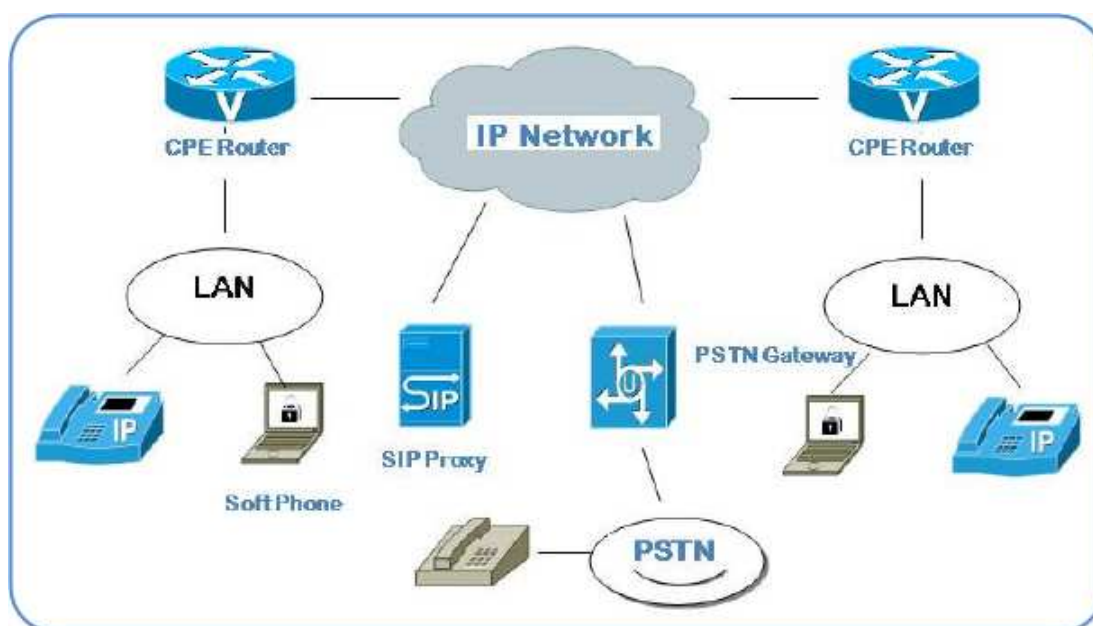 IP Network
V
CPE Router
V
CPE Router
LAN
LAN
SIP
U
PSTN Gateway
IP
IP
SIP Proxy
Soft Phone
PSTN